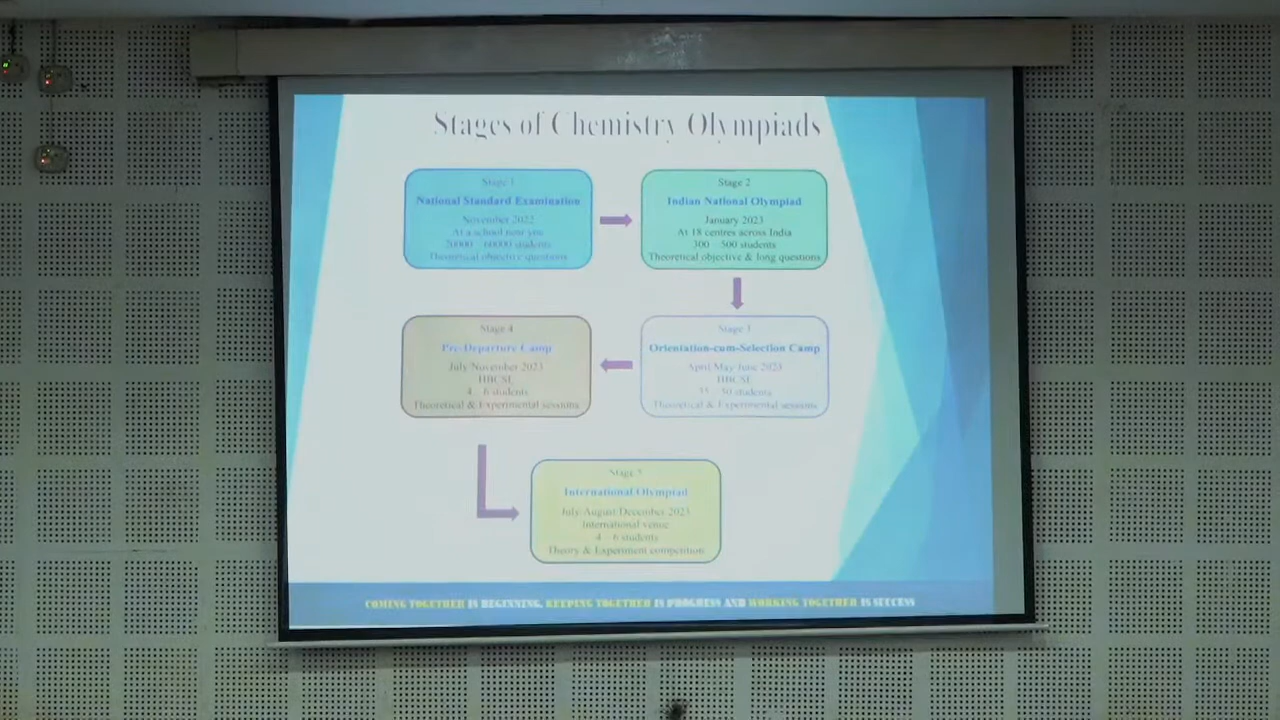 Stages of Chemistry Olympiads
Stage 1
National Standard Examination
November 2022
At a school near you
students
Theoretical objective questions
Stage 2
Indian National Olympiad
January 2023
At 18 centres across India
300 – 500 students
Theoretical objective & long questions
Stage 3
Orientation-cum-Selection Camp
April May June 2023
HBCSE
students
Theoretical & Experimental sessions
Stage 4
Pre-Departure Camp
July November 2023
HBCSE
4 – 6 students
Theoretical & Experimental sessions
Stage 5
International Olympiad
July August December 2023
International venue
4 – 6 students
Theory & Experiment competition
COMING TOGETHER IS BEGINNING, KEEPING TOGETHER IS PROGRESS AND WORKING TOGETHER IS SUCCESS